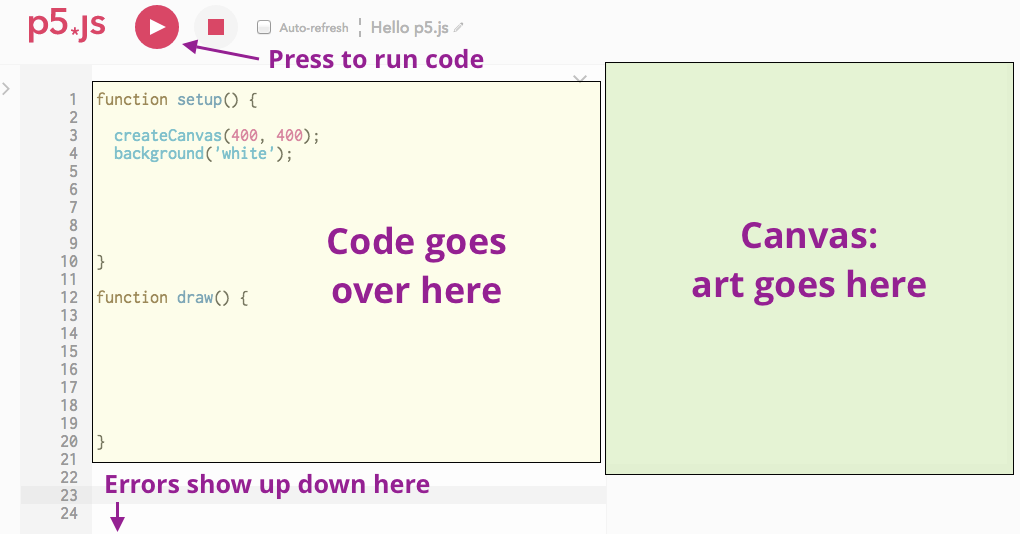 p5.js
Auto-refresh
Hello p5.js
Press to run code
1 function setup() {
2
3 createCanvas(400, 400);
4 background('white');
5
6
7
8
9
10 }
11
12 function draw() {
13
14
15
16
17
18
19
20 }
21
22
23
24
Code goes
over here
Canvas:
art goes here
Errors show up down here